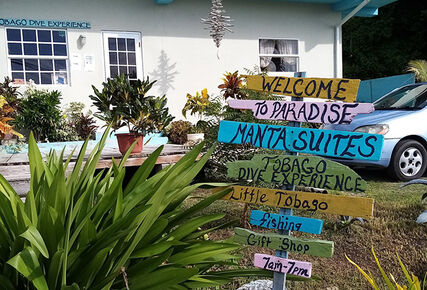 TOBAGO DIVE EXPERIENCE
WELCOME
TO PARADISE
MANTA SUITES
TOBAGO
DIVE EXPERIENCE
Little Tobago
fishing
Gift Shop
7am-7pm